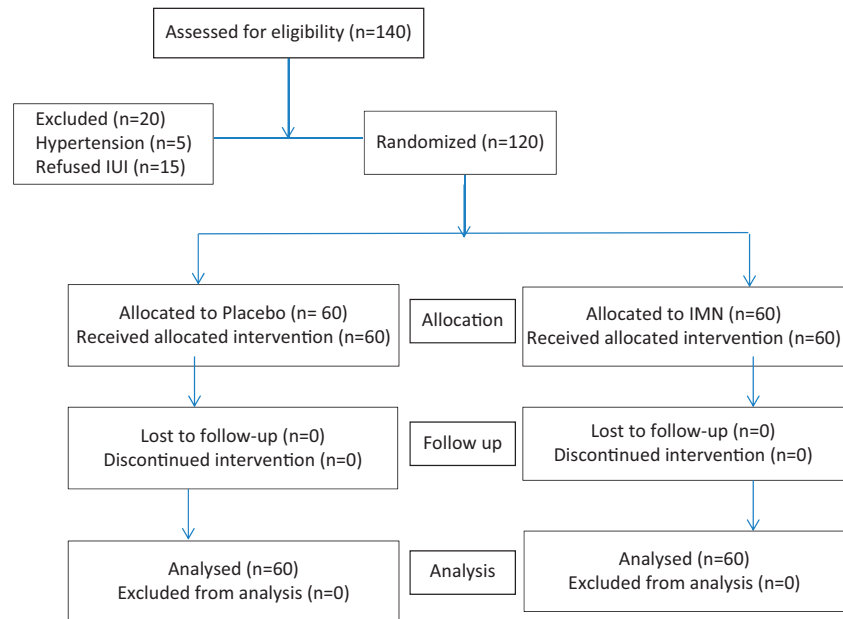 Assessed for eligibility (n=140)
Excluded (n=20)
Hypertension (n=5)
Refused IUI (n=15)
Randomized (n=120)
Allocated to Placebo (n= 60)
Received allocated intervention (n=60)
Allocation
Allocated to IMN (n=60)
Received allocated intervention (n=60)
Lost to follow-up (n=0)
Discontinued intervention (n=0)
Follow up
Lost to follow-up (n=0)
Discontinued intervention (n=0)
Analysed (n=60)
Excluded from analysis (n=0)
Analysis
Analysed (n=60)
Excluded from analysis (n=0)